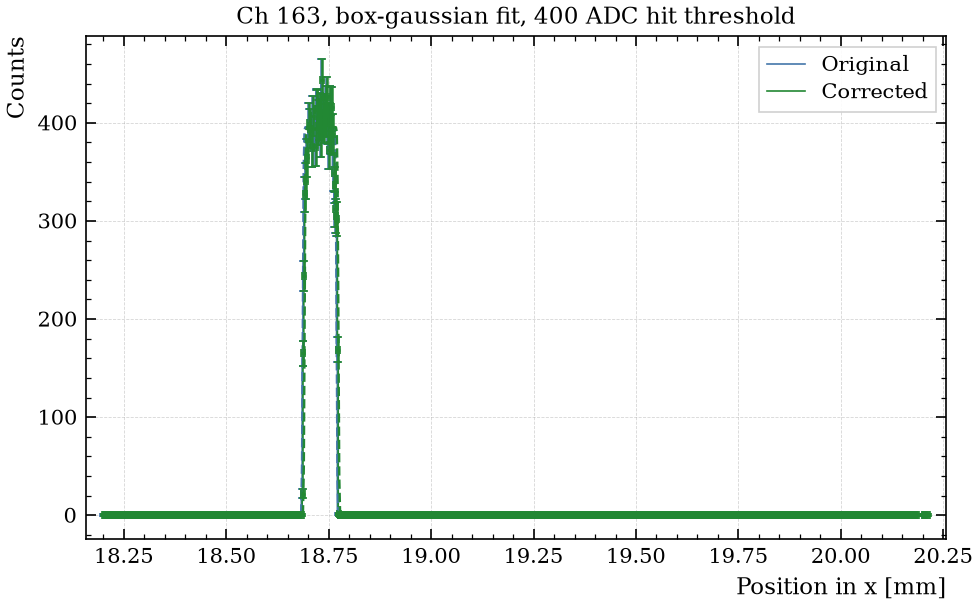 Ch 163, box-gaussian fit, 400 ADC hit threshold
Counts
Original
Corrected
400
300
200
100
0
18.25 18.50 18.75 19.00 19.25 19.50 19.75 20.00 20.25
Position in x [mm]